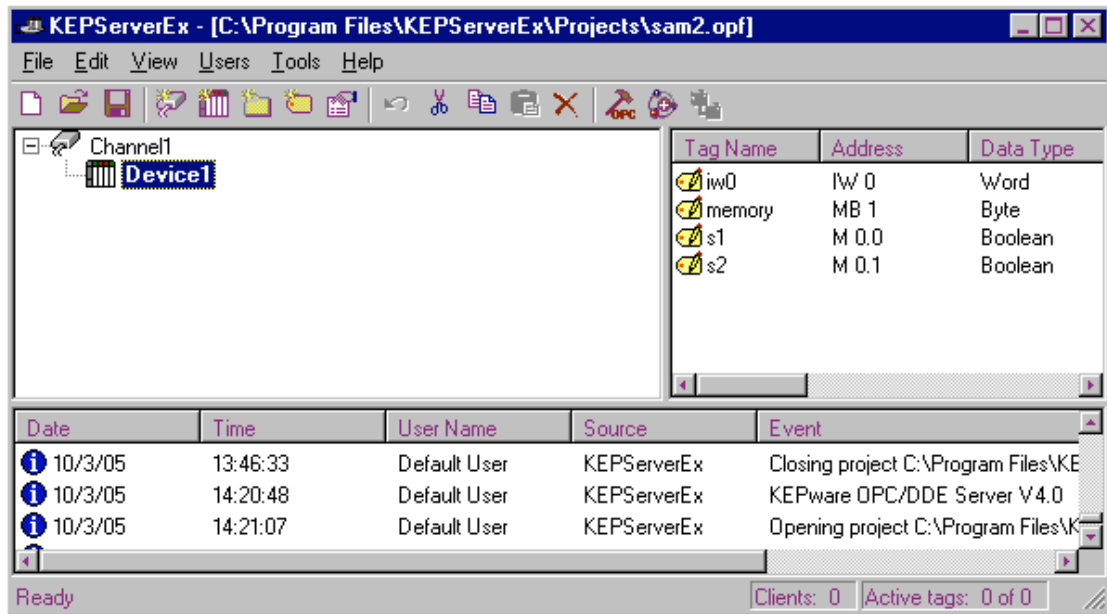 KEPServerEx - [C:\Program Files\KEPServerEx\Projects\sam2.opf]
File Edit View Users Tools Help
OPC
Channel1
Device1
Tag Name Address Data Type
iw0 IW 0 Word
memory MB 1 Byte
s1 M 0.0 Boolean
s2 M 0.1 Boolean
Date Time User Name Source Event
10/3/05 13:46:33 Default User KEPServerEx Closing project C:\Program Files\KE
10/3/05 14:20:48 Default User KEPServerEx KEPware OPC/DDE Server V4.0
10/3/05 14:21:07 Default User KEPServerEx Opening project C:\Program Files\K
Ready Clients: 0 Active tags: 0 of 0